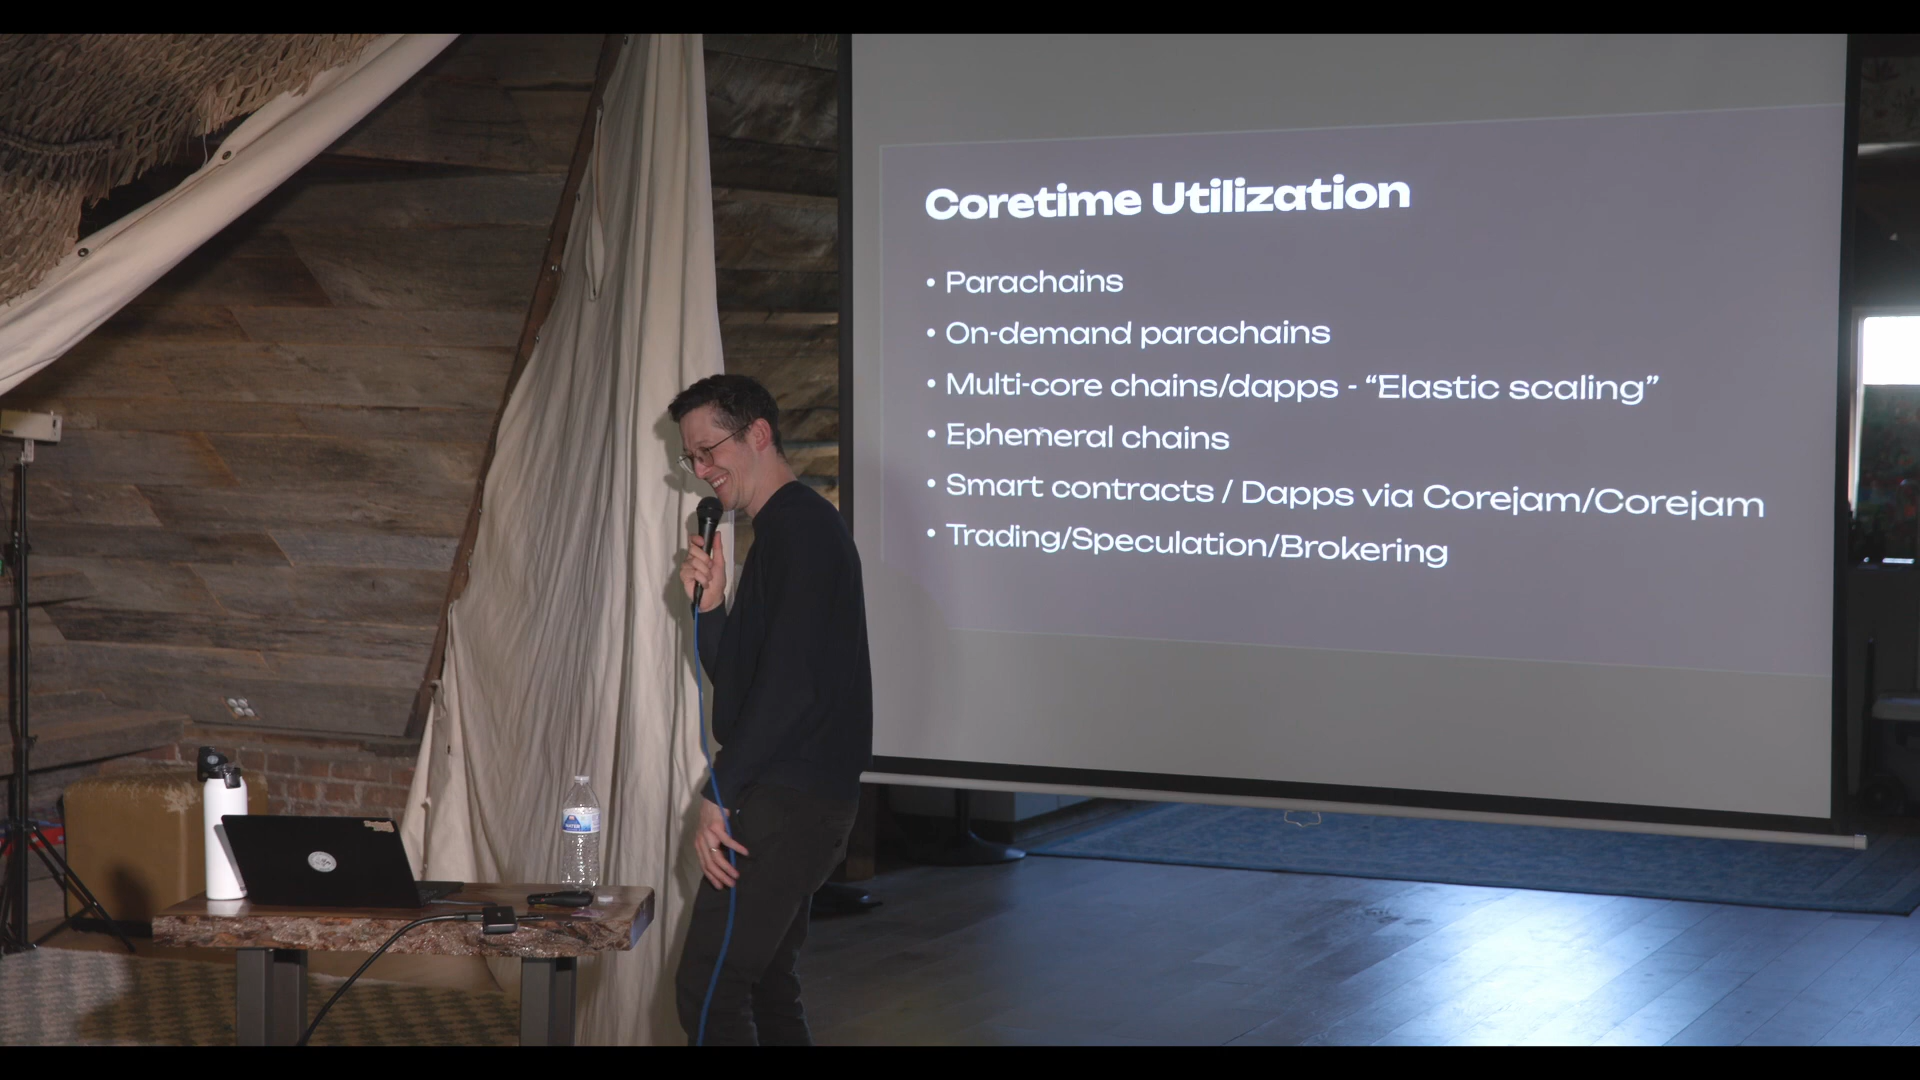 Coretime Utilization
• Parachains
• On-demand parachains
• Multi-core chains/dapps - “Elastic scaling”
• Ephemeral chains
• Smart contracts / Dapps via Corejam/Corejam
• Trading/Speculation/Brokering
WATER